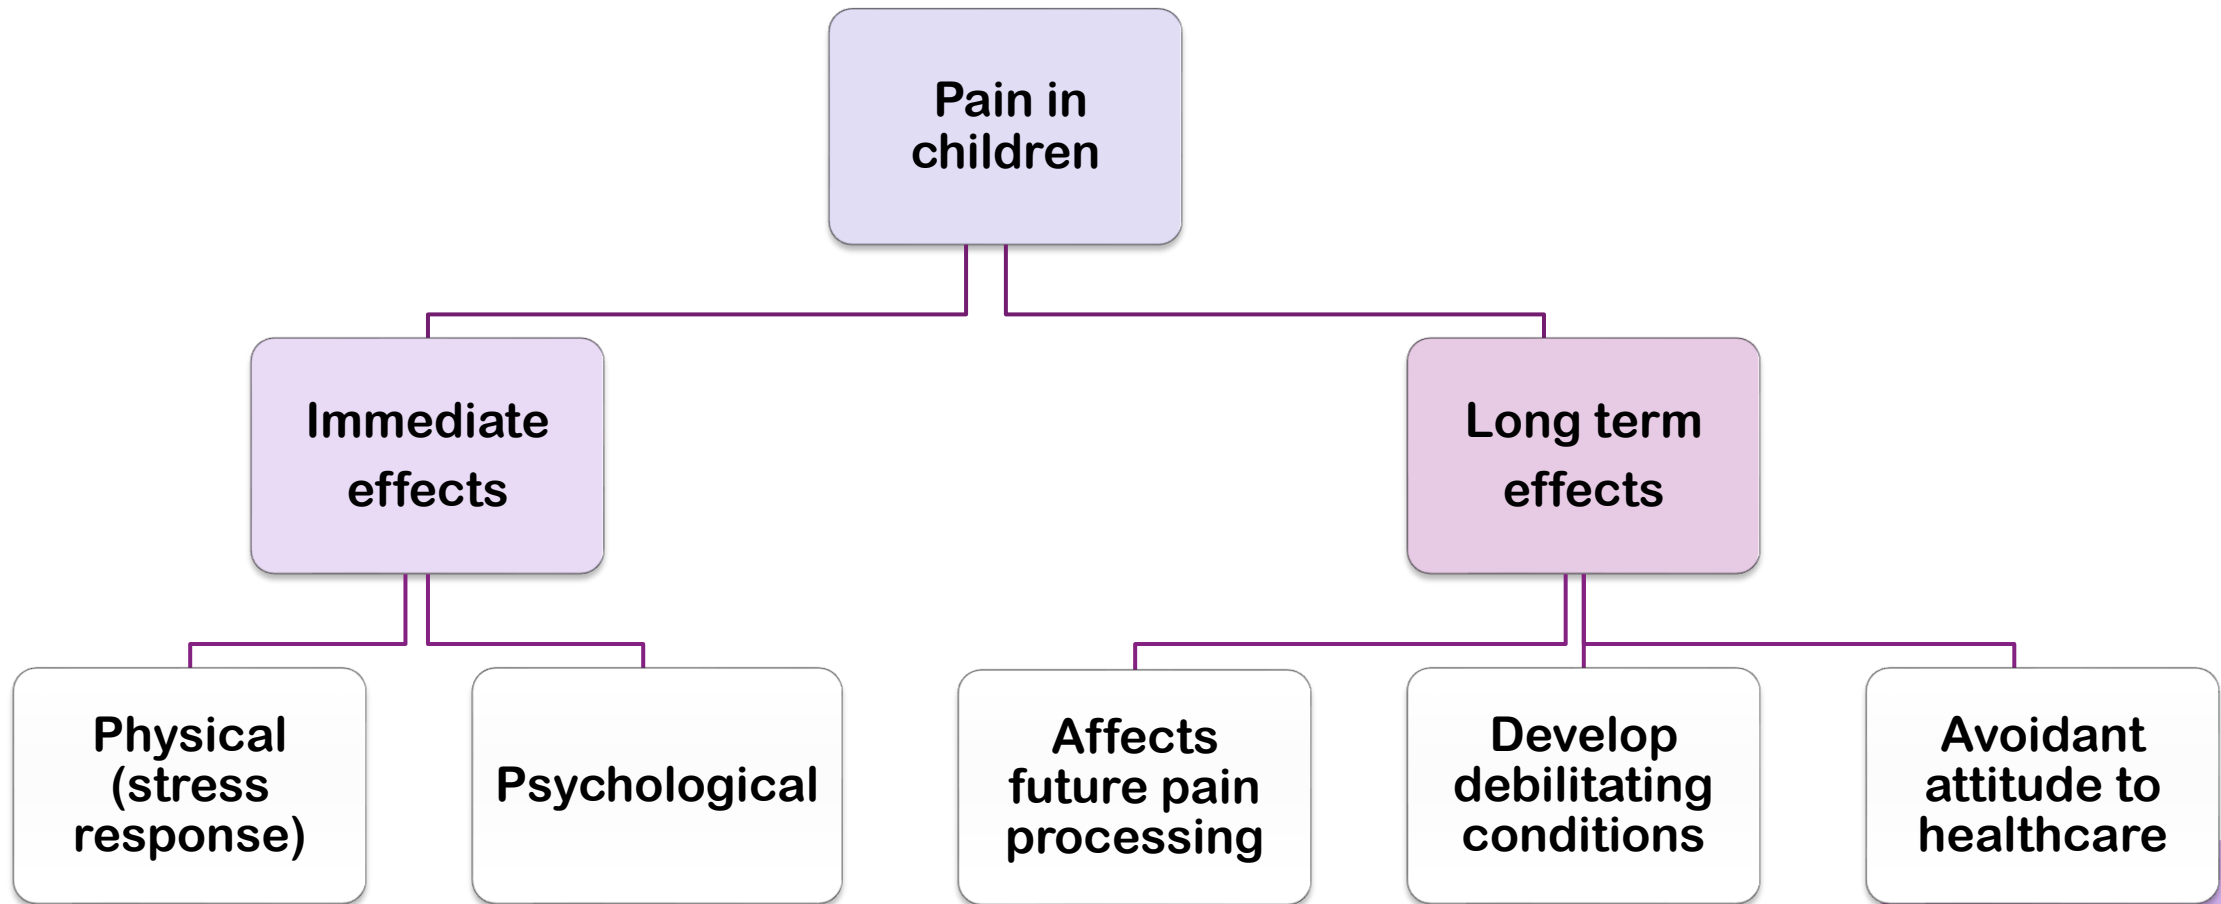 Pain in
children
Immediate
effects
Long term
effects
Physical
(stress
response)
Psychological
Affects
future pain
processing
Develop
debilitating
conditions
Avoidant
attitude to
healthcare